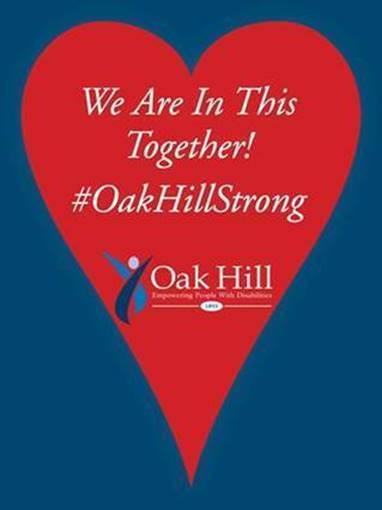 We Are In This
Together!
#OakHillStrong
Oak Hill
Empowering People With Disabilities